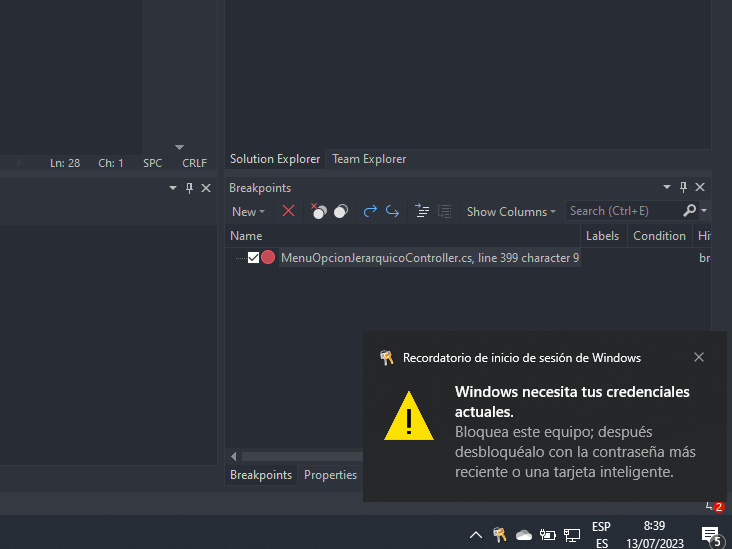 Ln: 28 Ch: 1 SPC CRLF
Solution Explorer Team Explorer
Breakpoints
New Show Columns Search (Ctrl+E)
Name Labels Condition Hi
MenuOpcionJerarquicoController.cs, line 399 character 9 br
Recordatorio de inicio de sesión de Windows
Windows necesita tus credenciales
actuales.
Bloquea este equipo; después
desbloquéalo con la contraseña más
reciente o una tarjeta inteligente.
Breakpoints Properties
2
ESP 8:39
ES 13/07/2023 5